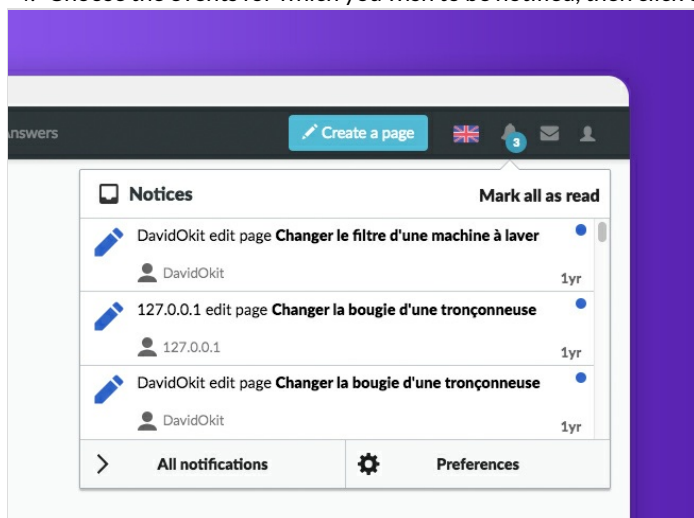 Answers
Create a page
3
Notices
Mark all as read
DavidOkit edit page Changer le filtre d'une machine à laver
DavidOkit
1yr
127.0.0.1 edit page Changer la bougie d'une tronçonneuse
127.0.0.1
1yr
DavidOkit edit page Changer la bougie d'une tronçonneuse
DavidOkit
1yr
All notifications
Preferences